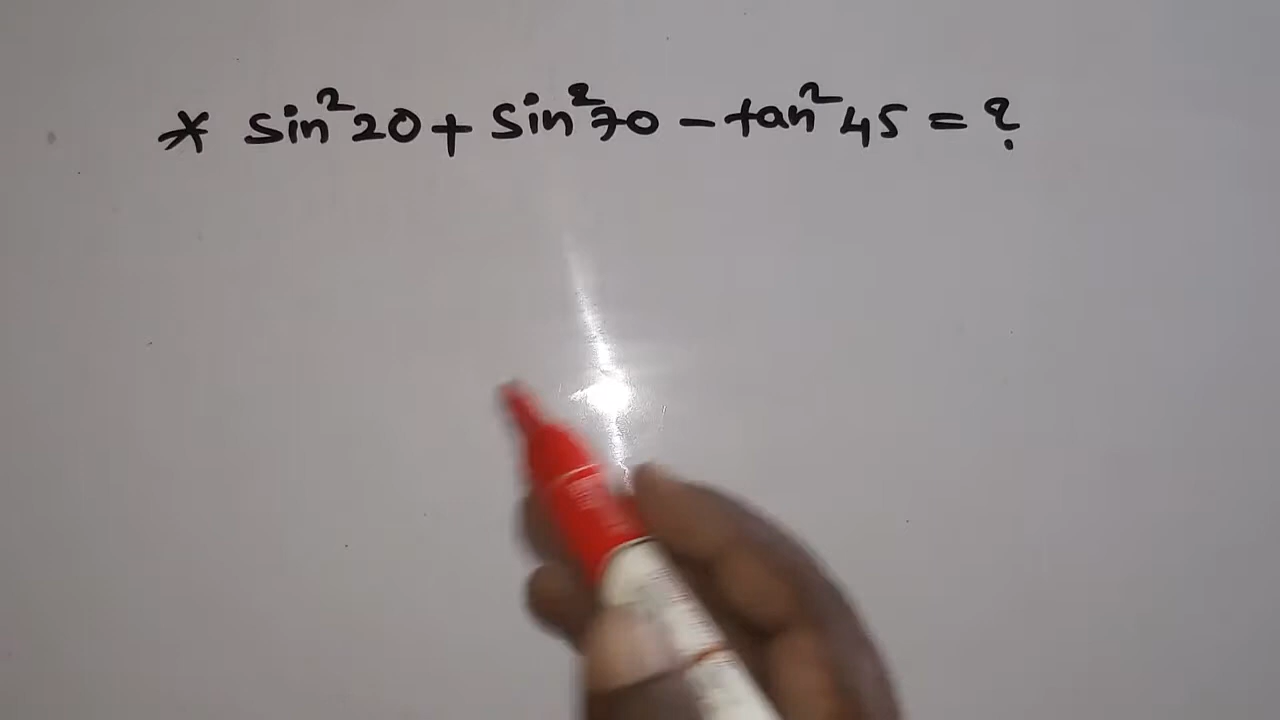 * sin²20 + sin²70 - tan²45 = ?